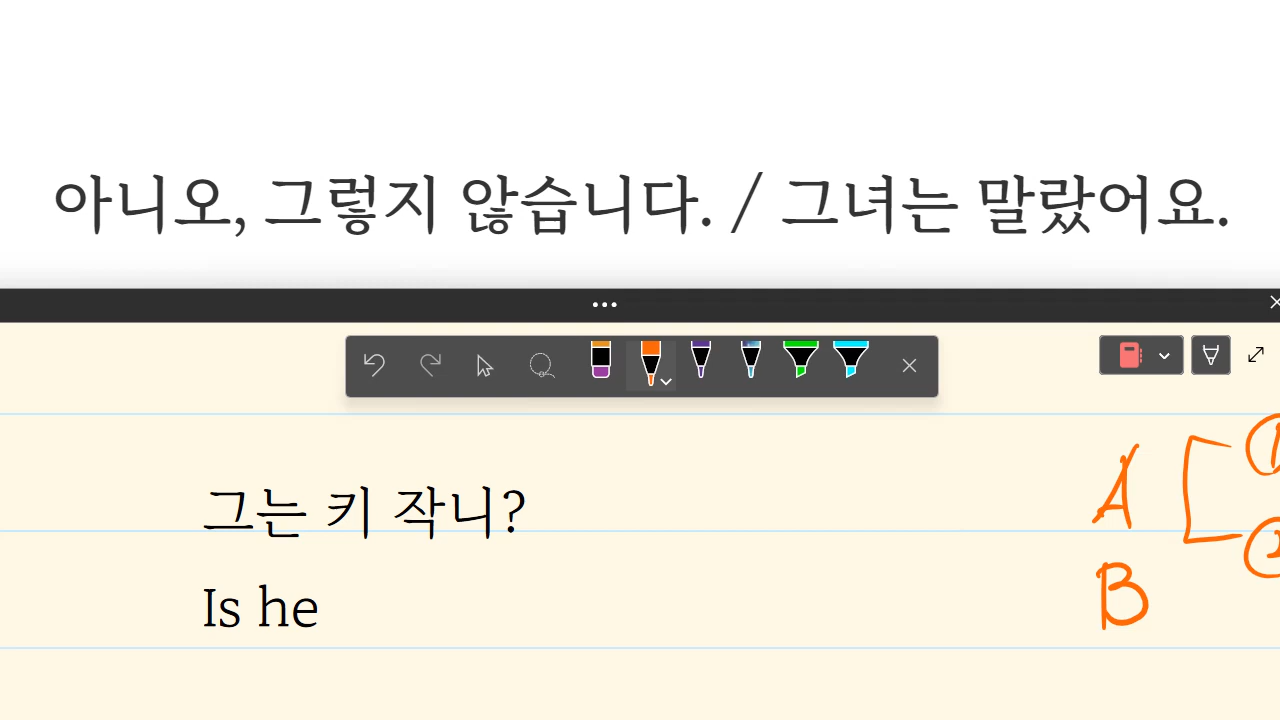 아니오, 그렇지 않습니다. / 그녀는 말랐어요.
그는 키 작니?
Is he
A
B